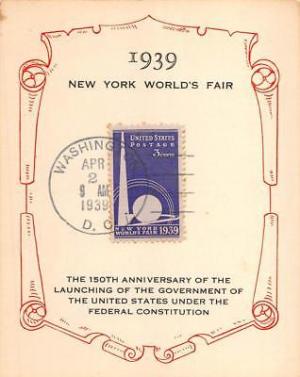 1939
NEW YORK WORLD'S FAIR
WASHING
APR
2
9 AM
1939
D. C.
UNITED STATES
POSTAGE
3 CENTS
NEW YORK
WORLD'S FAIR 1939
THE 150TH ANNIVERSARY OF THE
LAUNCHING OF THE GOVERNMENT OF
THE UNITED STATES UNDER THE
FEDERAL CONSTITUTION